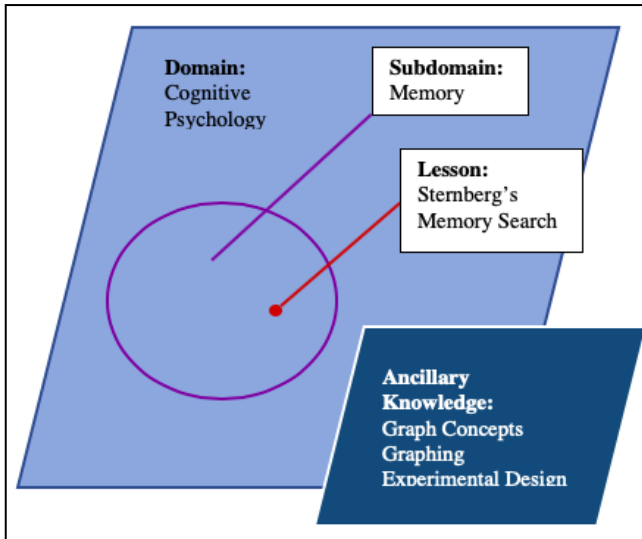 Domain:
Cognitive
Psychology
Subdomain:
Memory
Lesson:
Sternberg's
Memory Search
Ancillary
Knowledge:
Graph Concepts
Graphing
Experimental Design